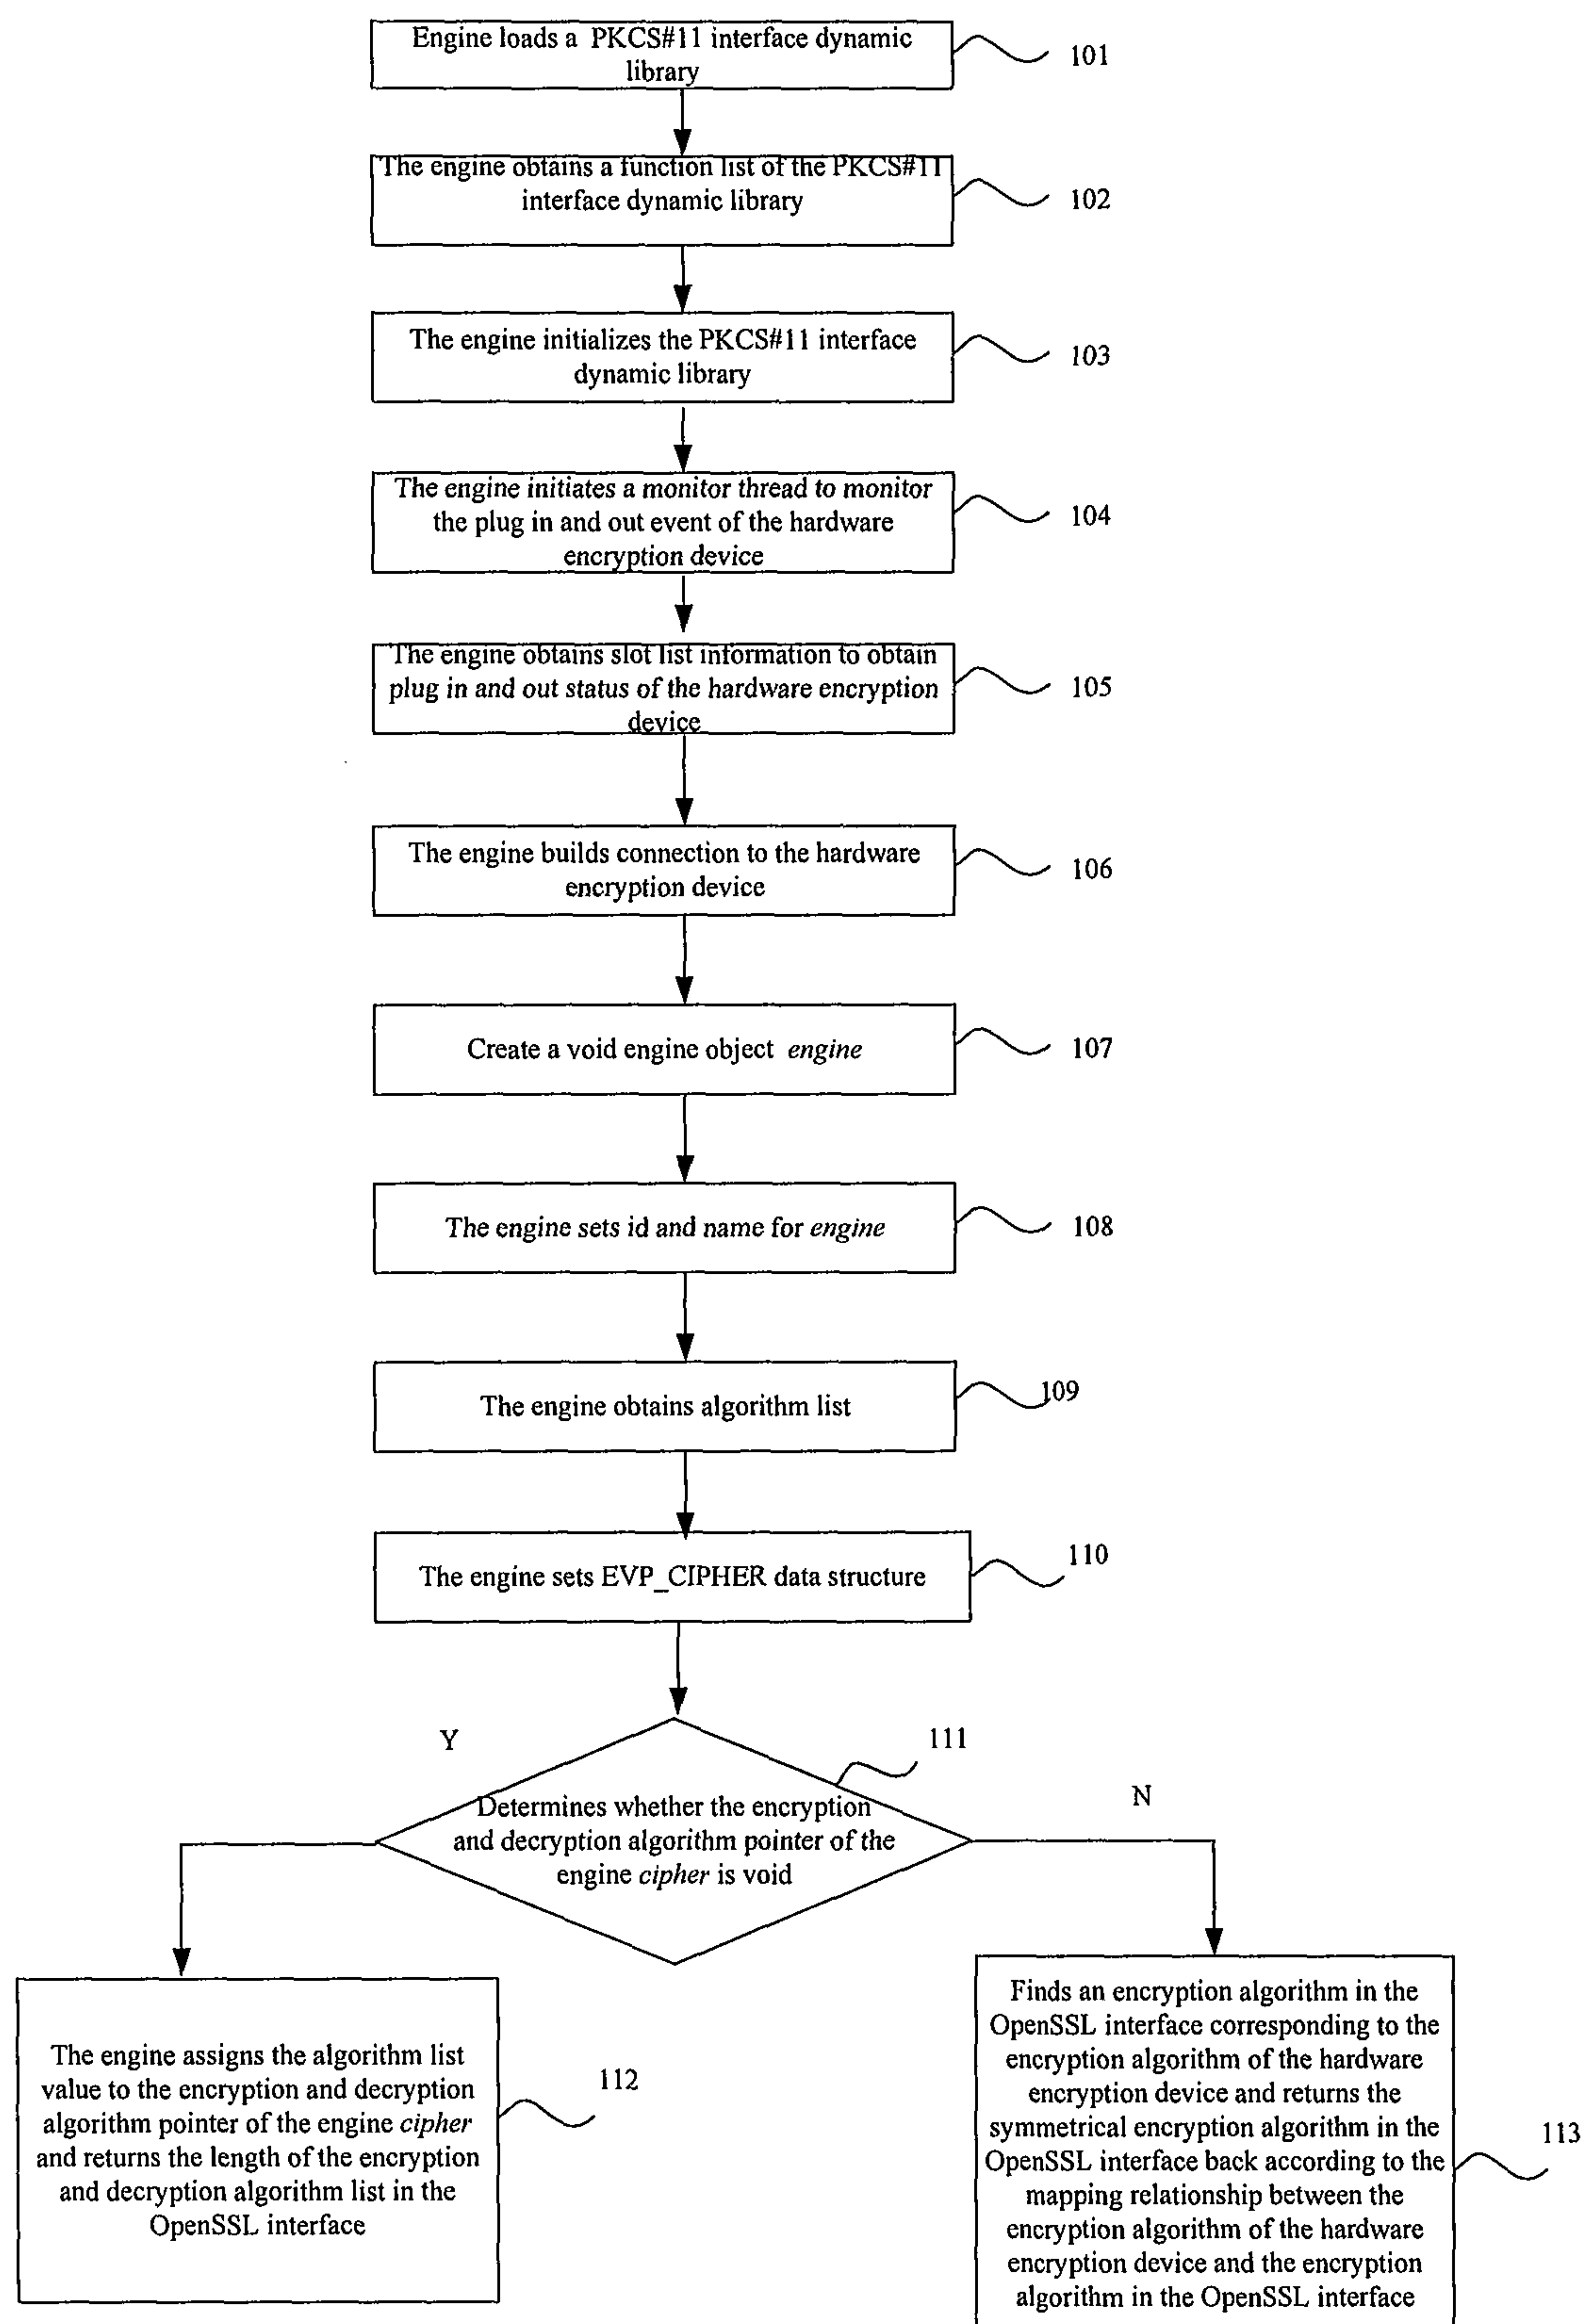 Engine loads a PKCS#11 interface dynamic
library
101
The engine obtains a function list of the PKCS#11
interface dynamic library
102
The engine initializes the PKCS#11 interface
dynamic library
103
The engine initiates a monitor thread to monitor
the plug in and out event of the hardware
encryption device
104
The engine obtains slot list information to obtain
plug in and out status of the hardware encryption
device
105
The engine builds connection to the hardware
encryption device
106
Create a void engine object engine
107
The engine sets id and name for engine
108
The engine obtains algorithm list
109
The engine sets EVP_CIPHER data structure
110
Y
111
N
Determines whether the encryption
and decryption algorithm pointer of the
engine cipher is void
The engine assigns the algorithm list
value to the encryption and decryption
algorithm pointer of the engine cipher
and returns the length of the encryption
and decryption algorithm list in the
OpenSSL interface
112
Finds an encryption algorithm in the
OpenSSL interface corresponding to the
encryption algorithm of the hardware
encryption device and returns the
symmetrical encryption algorithm in the
OpenSSL interface back according to the
mapping relationship between the
encryption algorithm of the hardware
encryption device and the encryption
algorithm in the OpenSSL interface
113